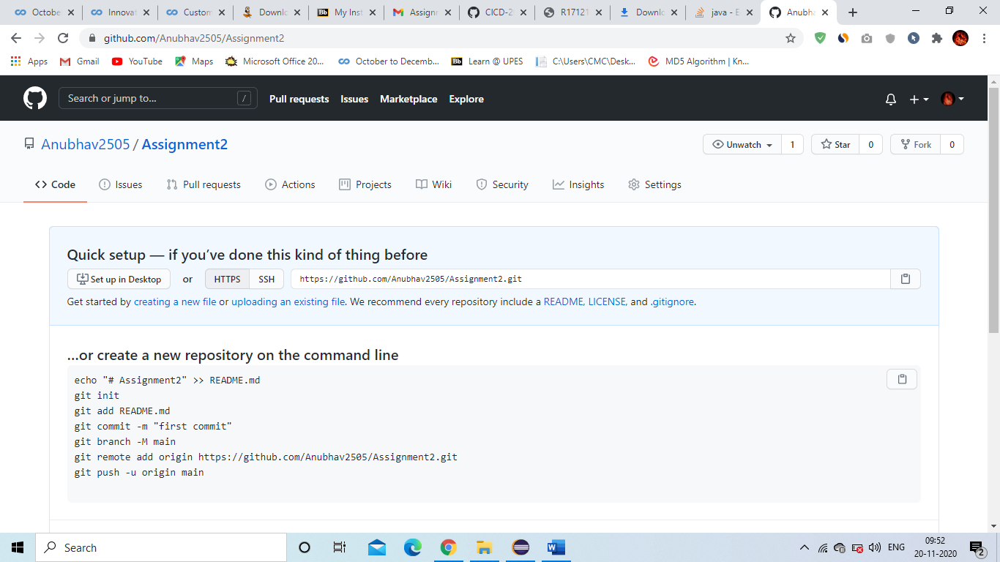 Octobe
Innovat
Custom
Downlo
My Inst
Assignm
CICD-2
R17121
Downlo
java - E
Anubha
github.com/Anubhav2505/Assignment2
Apps
Gmail
YouTube
Maps
Microsoft Office 20...
October to Decemb...
Bb Learn @ UPES
C:\Users\CMC\Desk...
MD5 Algorithm | Kn...
Search or jump to... /
Pull requests
Issues
Marketplace
Explore
Anubhav2505 / Assignment2
Unwatch 1
Star 0
Fork 0
<> Code
Issues
Pull requests
Actions
Projects
Wiki
Security
Insights
Settings
Quick setup — if you’ve done this kind of thing before
Set up in Desktop or HTTPS SSH https://github.com/Anubhav2505/Assignment2.git
Get started by creating a new file or uploading an existing file. We recommend every repository include a README, LICENSE, and .gitignore.
…or create a new repository on the command line
echo "# Assignment2" >> README.md
git init
git add README.md
git commit -m "first commit"
git branch -M main
git remote add origin https://github.com/Anubhav2505/Assignment2.git
git push -u origin main
Search
ENG
09:52
20-11-2020
2